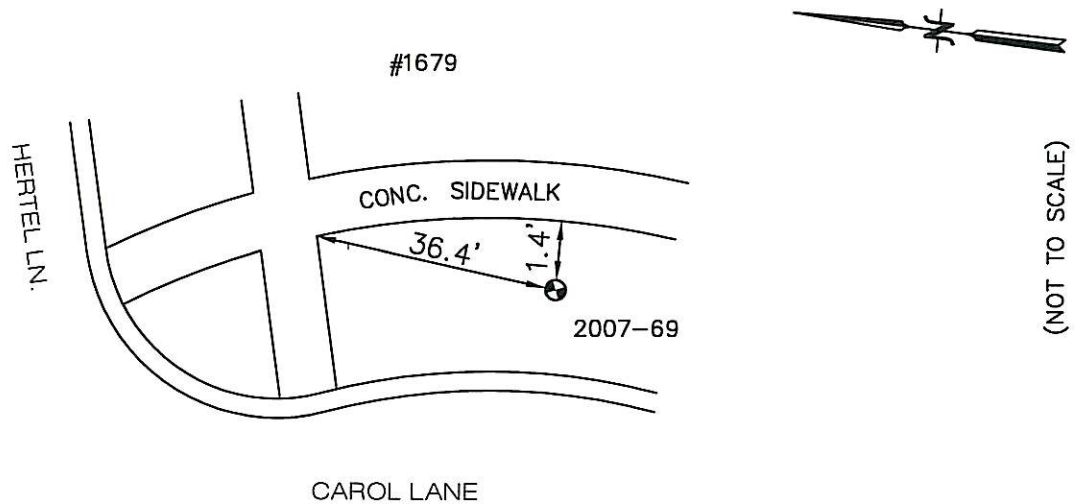 N
#1679
HERTEL LN.
CONC. SIDEWALK
36.4'
1.4'
2007-69
(NOT TO SCALE)
CAROL LANE